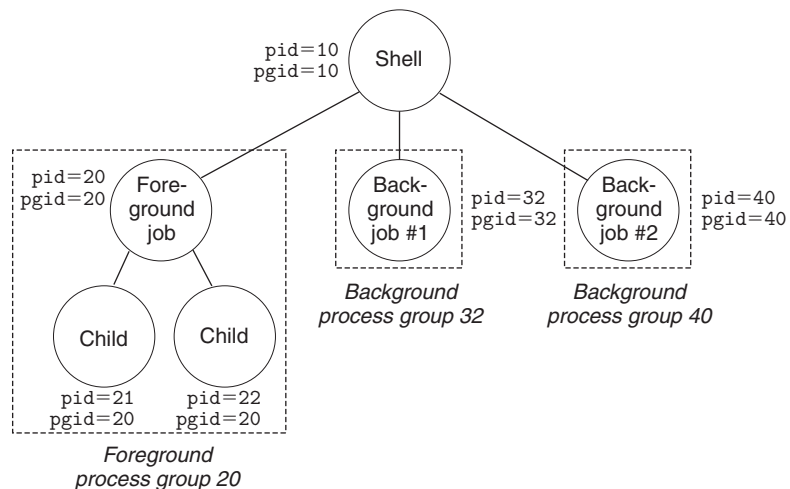 pid=10
pgid=10
Shell
pid=20
pgid=20
Fore-
ground
job
Back-
ground
job #1
pid=32
pgid=32
Back-
ground
job #2
pid=40
pgid=40
Background
process group 32
Background
process group 40
Child
Child
pid=21
pgid=20
pid=22
pgid=20
Foreground
process group 20